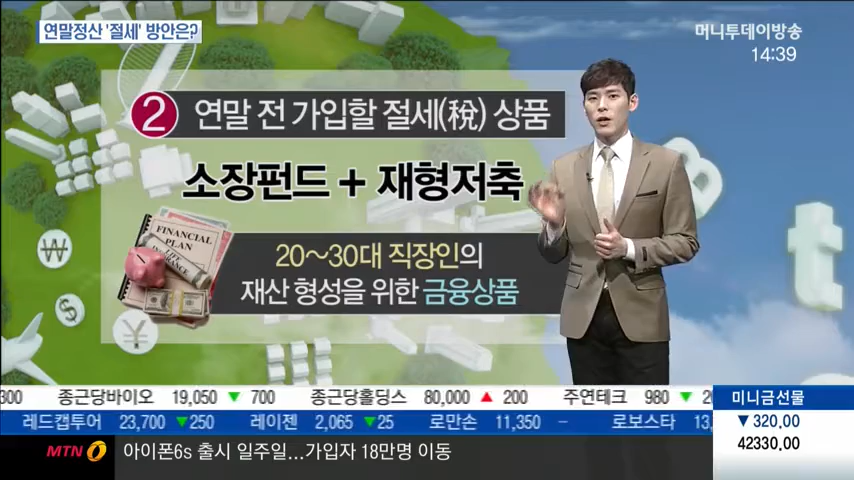 연말정산 '절세' 방안은?
머니투데이방송
14:39
2 연말 전 가입할 절세(稅) 상품
소장펀드 + 재형저축
FINANCIAL
PLAN
20~30대 직장인의
재산 형성을 위한 금융상품
₩
$
¥
B
t
300 종근당바이오 19,050 ▼ 700 종근당홀딩스 80,000 ▲ 200 주연테크 980 ▼
레드캡투어 23,700 ▼250 레이젠 2,065 ▼25 로만손 11,350 – 로보스타 13,
미니금선물
▼320.00
42330.00
MTN 아이폰6s 출시 일주일...가입자 18만명 이동